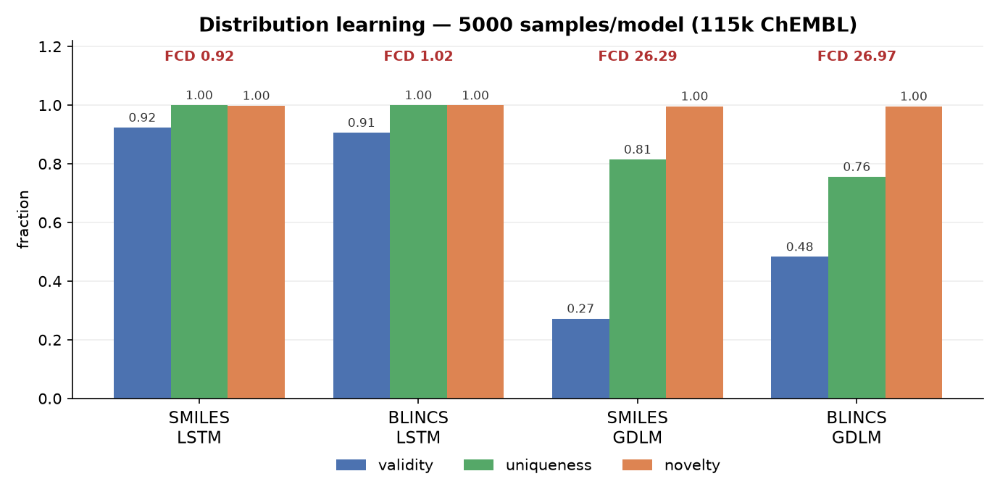 Distribution learning — 5000 samples/model (115k ChEMBL)
1.2
FCD 0.92 FCD 1.02 FCD 26.29 FCD 26.97
1.00 1.00 1.00 1.00 1.00 1.00
1.0
0.92 0.91
0.81
0.8
0.76
fraction
0.6
0.48
0.4
0.27
0.2
0.0
SMILES LSTM
BLINCS LSTM
SMILES GDLM
BLINCS GDLM
validity uniqueness novelty